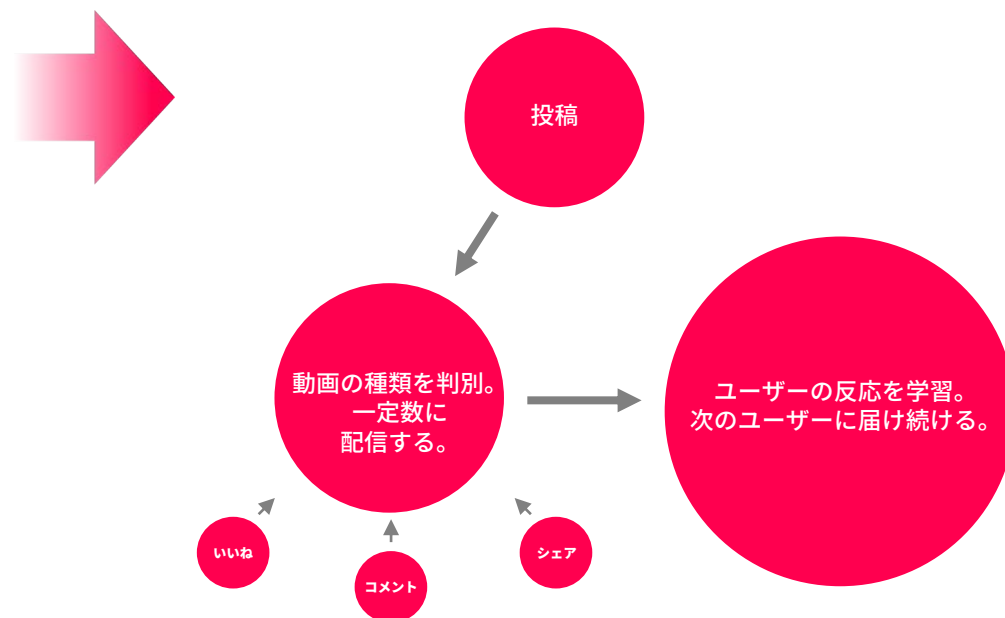 投稿
動画の種類を判別。
一定数に
配信する。
ユーザーの反応を学習。
次のユーザーに届け続ける。
いいね
コメント
シェア